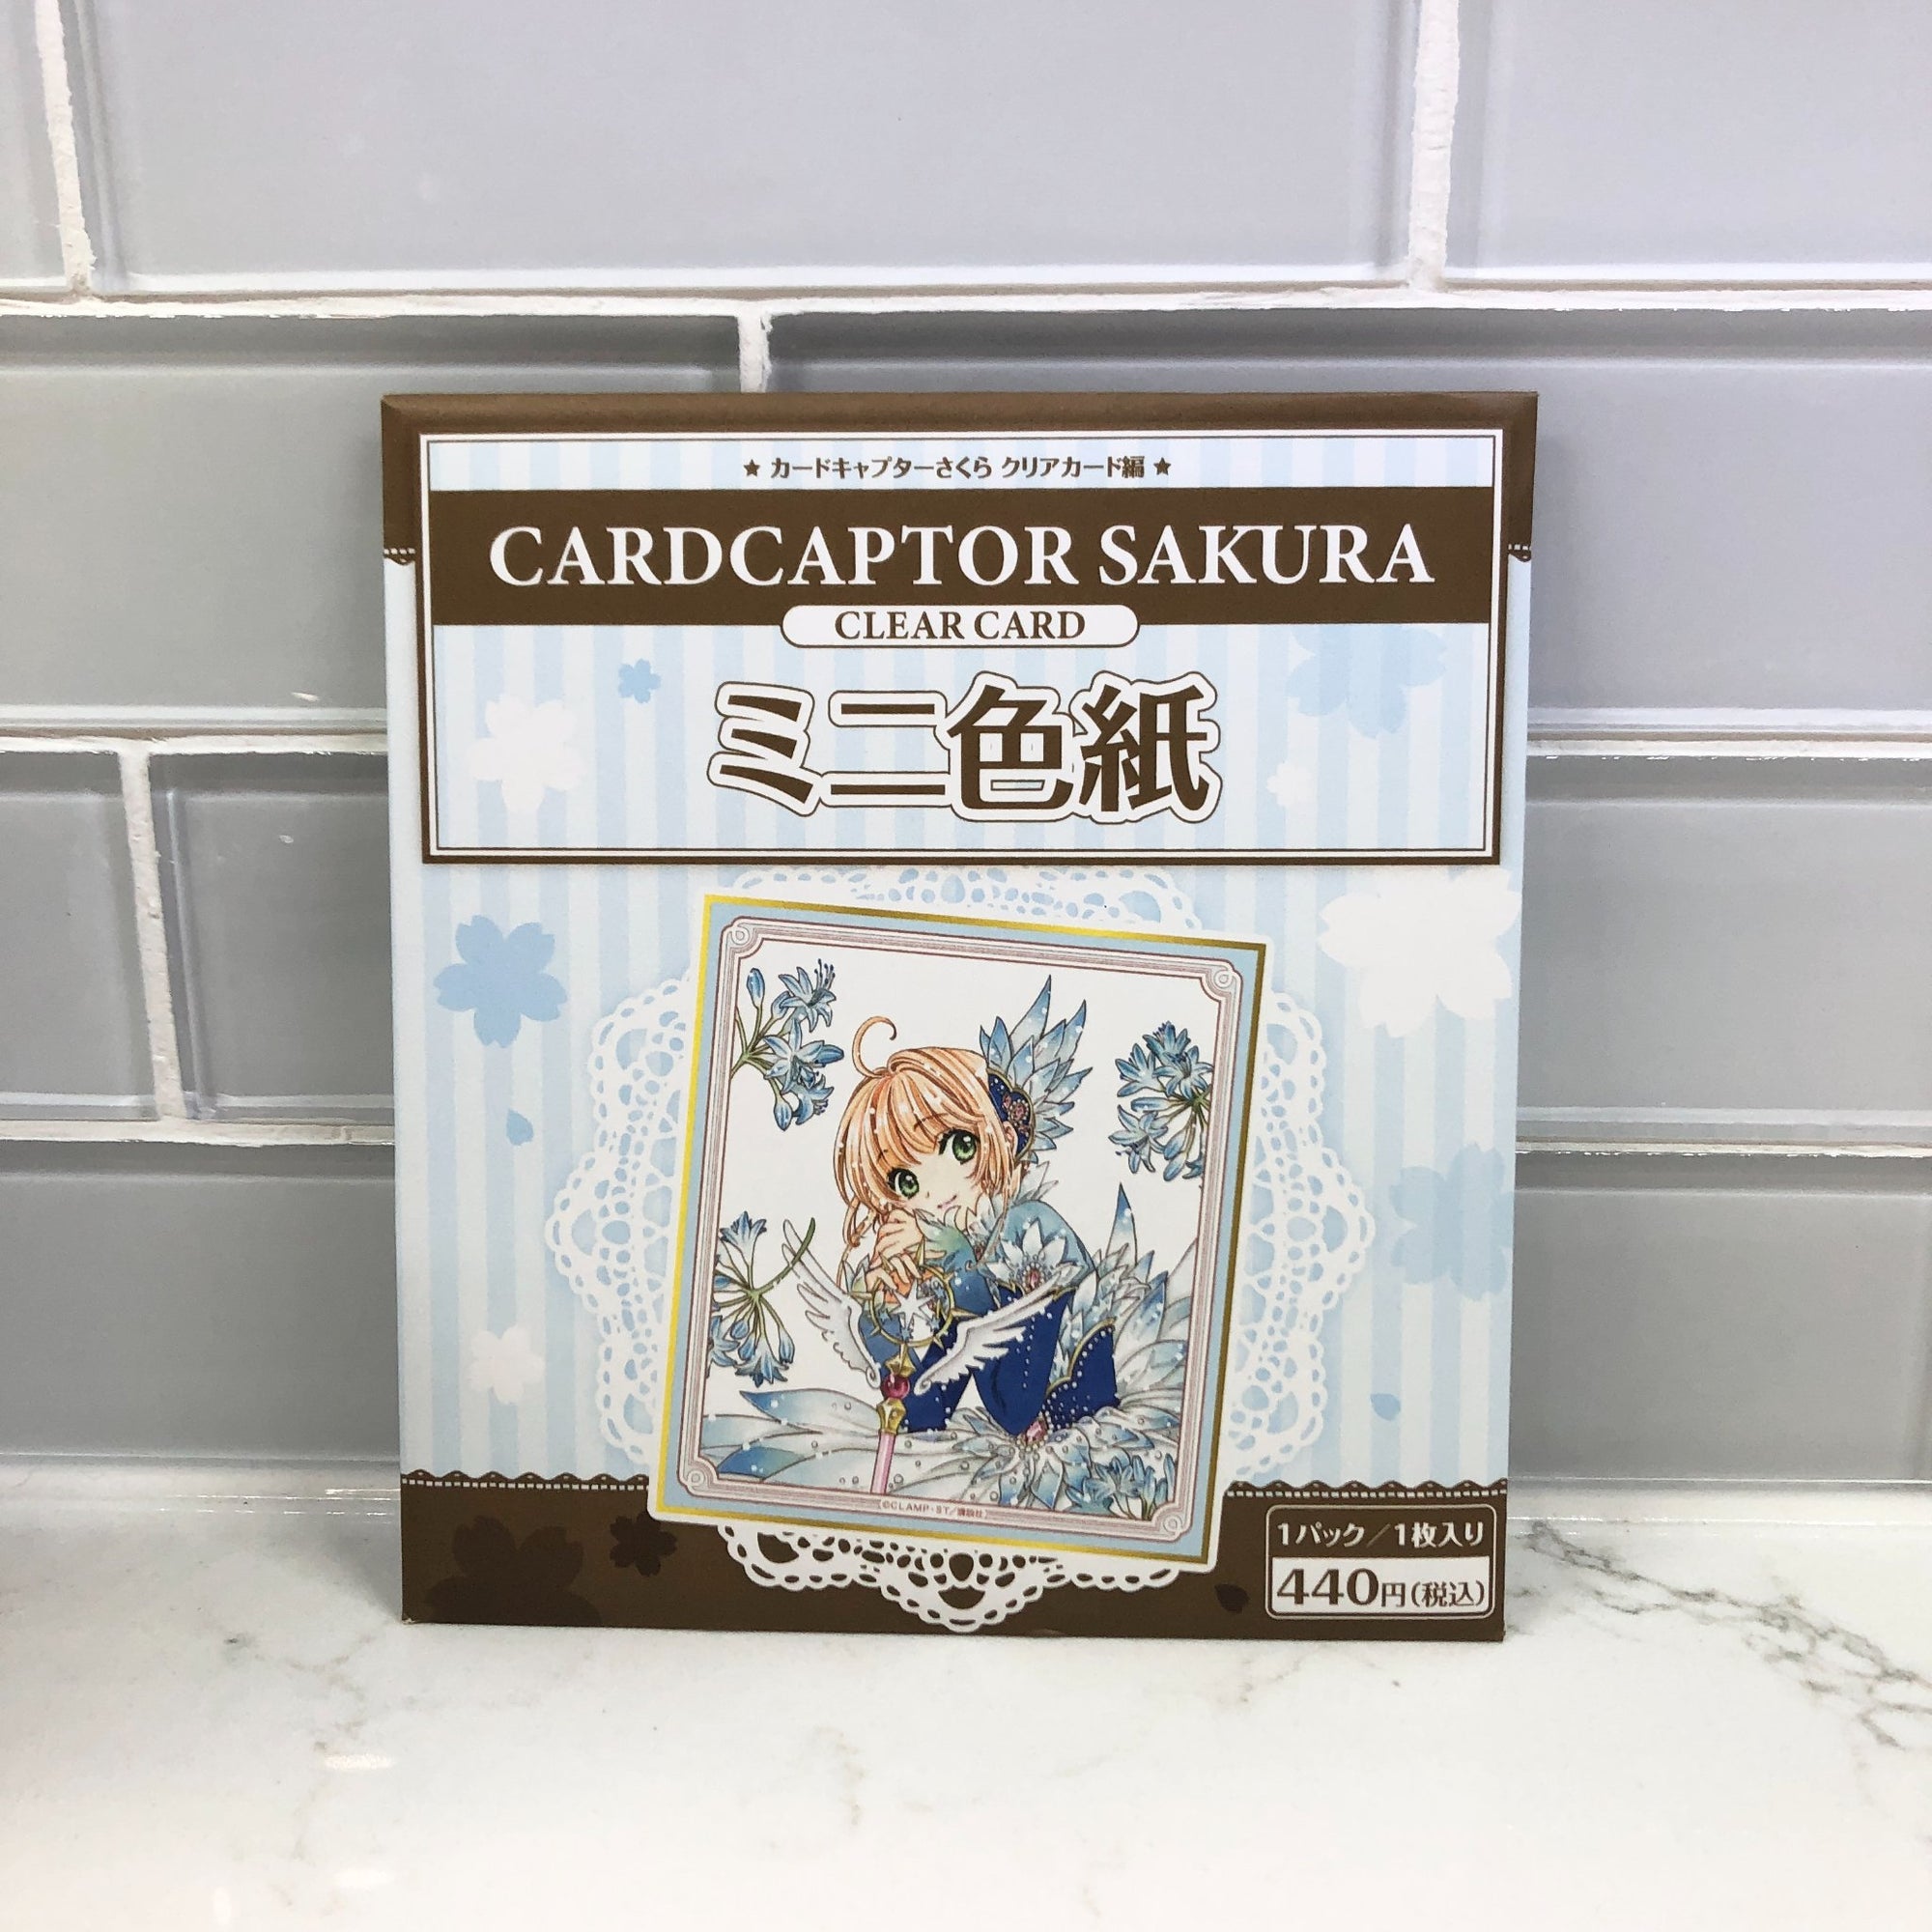 ★ カードキャプターさくら クリアカード編 ★
CARDCAPTOR SAKURA
CLEAR CARD
ミニ色紙
©CLAMP・ST／講談社
1パック／1枚入り
440円(税込)